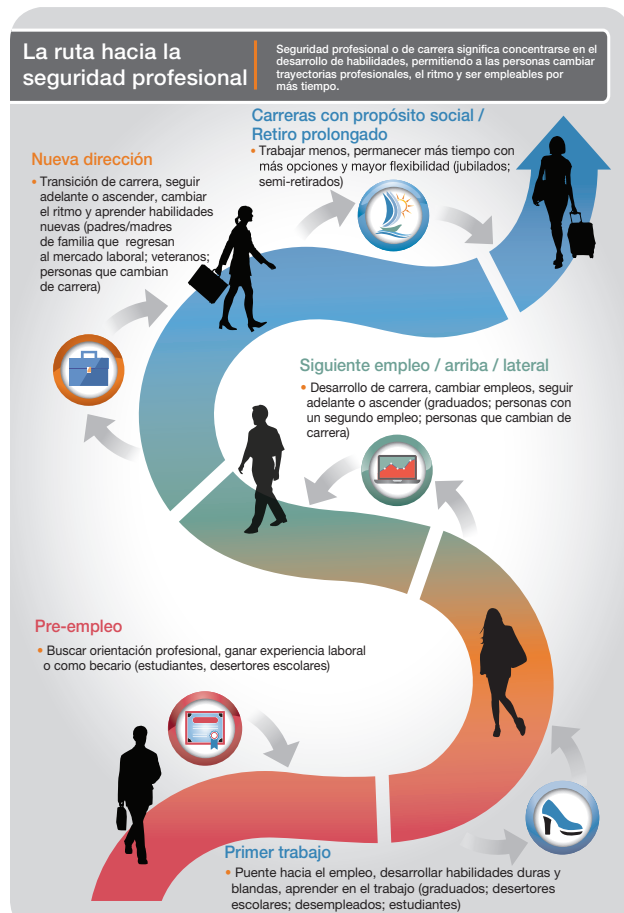 La ruta hacia la
seguridad profesional
Seguridad profesional o de carrera significa concentrarse en el
desarrollo de habilidades, permitiendo a las personas cambiar
trayectorias profesionales, el ritmo y ser empleables por
más tiempo.
Carreras con propósito social /
Retiro prolongado
• Trabajar menos, permanecer más tiempo con
más opciones y mayor flexibilidad (jubilados;
semi-retirados)
Nueva dirección
• Transición de carrera, seguir
adelante o ascender, cambiar
el ritmo y aprender habilidades
nuevas (padres/madres
de familia que regresan
al mercado laboral; veteranos;
personas que cambian
de carrera)
Siguiente empleo / arriba / lateral
• Desarrollo de carrera, cambiar empleos, seguir
adelante o ascender (graduados; personas con
un segundo empleo; personas que cambian de
carrera)
Pre-empleo
• Buscar orientación profesional, ganar experiencia laboral
o como becario (estudiantes, desertores escolares)
Primer trabajo
• Puente hacia el empleo, desarrollar habilidades duras y
blandas, aprender en el trabajo (graduados; desertores
escolares; desempleados; estudiantes)